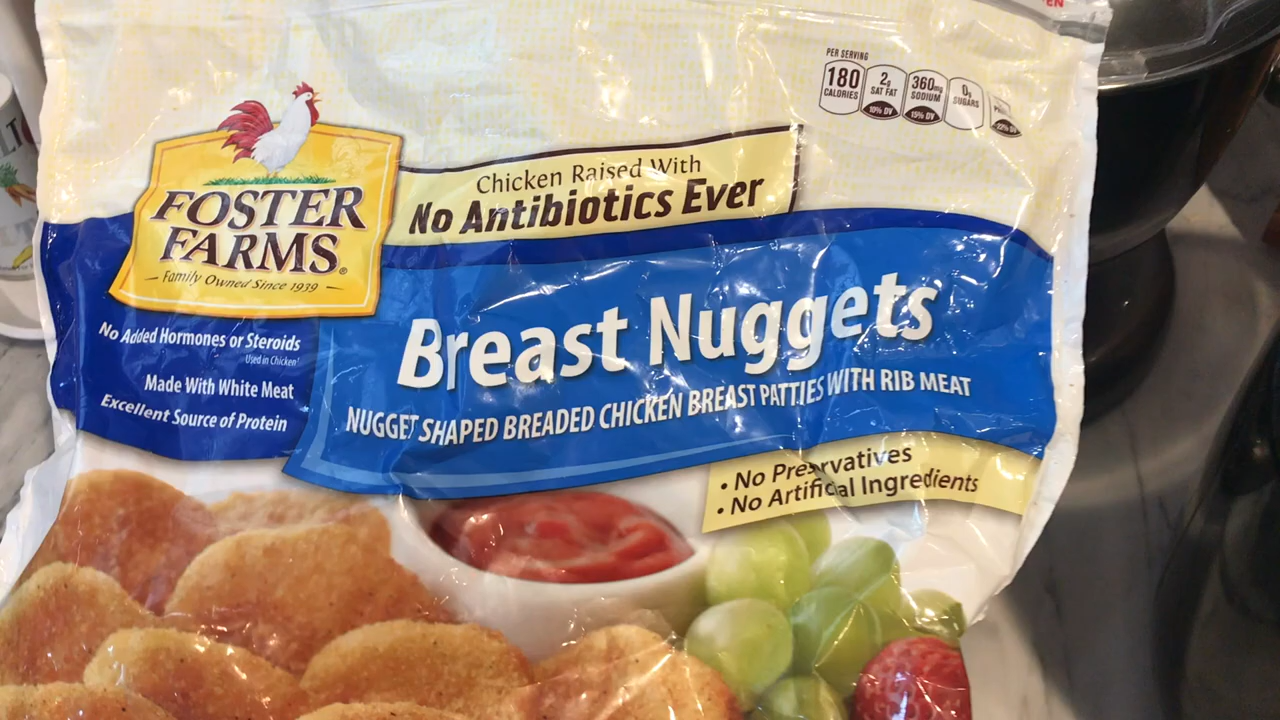 PER SERVING
180 CALORIES
2g SAT FAT 10% DV
360mg SODIUM 15% DV
0g SUGARS
22% DV
FOSTER
FARMS®
Family Owned Since 1939
Chicken Raised With
No Antibiotics Ever
No Added Hormones or Steroids
Used in Chicken
Made With White Meat
Excellent Source of Protein
Breast Nuggets
NUGGET SHAPED BREADED CHICKEN BREAST PATTIES WITH RIB MEAT
• No Preservatives
• No Artificial Ingredients